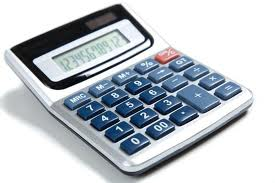 123456789012
MRC M- M+ %
7 8 9
4 5 6
1 2 3 +
0 00 . =